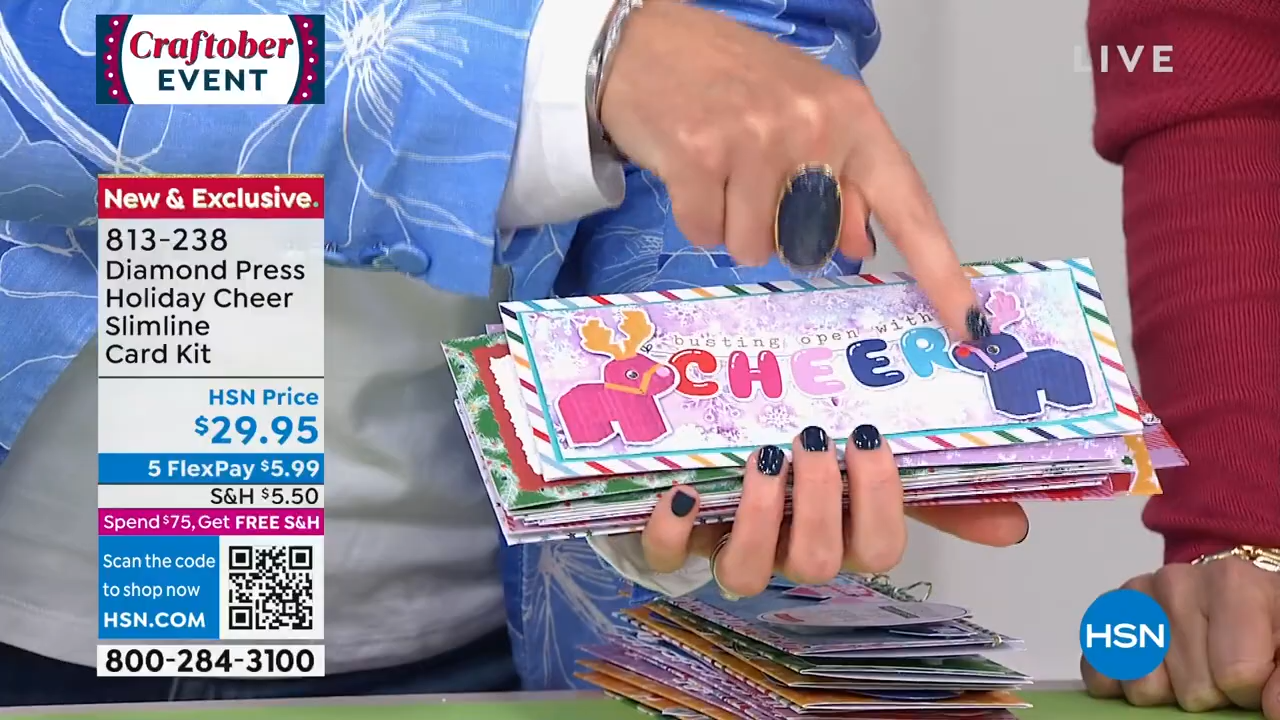 Craftober
EVENT
LIVE
New & Exclusive.
813-238
Diamond Press
Holiday Cheer
Slimline
Card Kit
HSN Price
$29.95
5 FlexPay $5.99
S&H $5.50
Spend $75, Get FREE S&H
Scan the code
to shop now
HSN.COM
800-284-3100
busting open with
CHEER
HSN